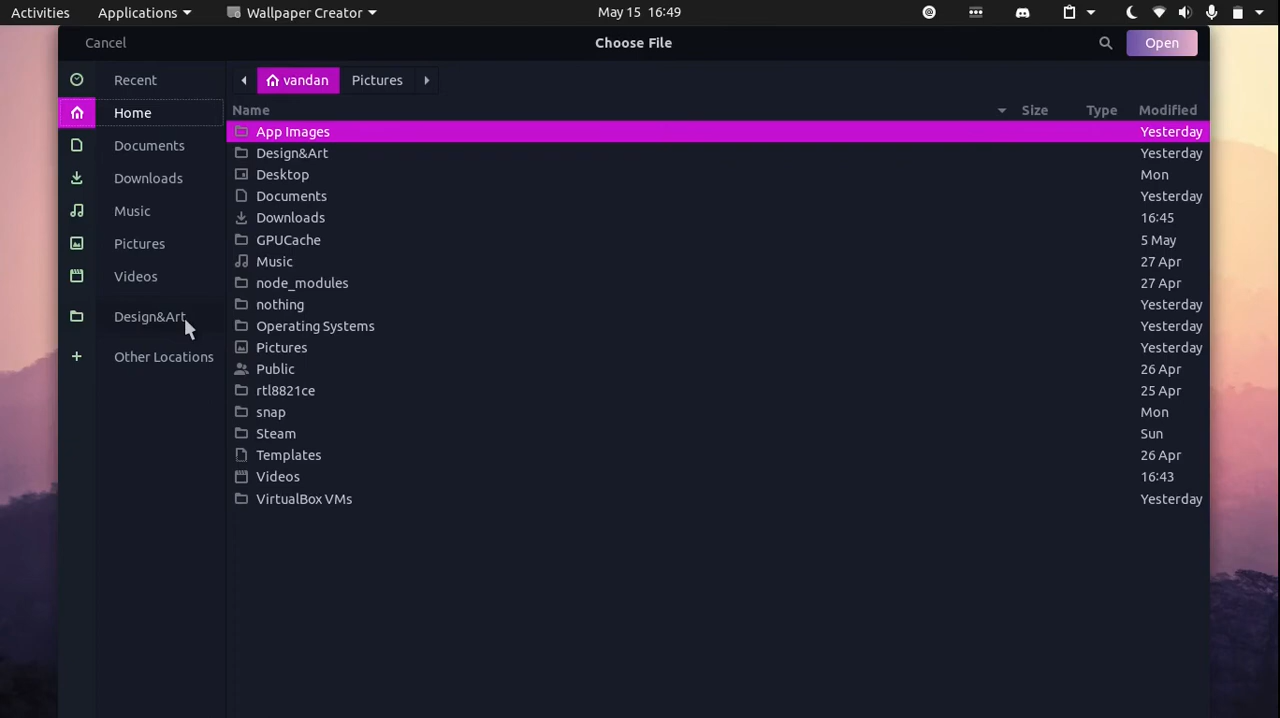 Activities Applications Wallpaper Creator May 15 16:49
Cancel Choose File Open
Recent
Home
Documents
Downloads
Music
Pictures
Videos
Design&Art
Other Locations
vandan Pictures
Name Size Type Modified
App Images Yesterday
Design&Art Yesterday
Desktop Mon
Documents Yesterday
Downloads 16:45
GPUCache 5 May
Music 27 Apr
node_modules 27 Apr
nothing Yesterday
Operating Systems Yesterday
Pictures Yesterday
Public 26 Apr
rtl8821ce 25 Apr
snap Mon
Steam Sun
Templates 26 Apr
Videos 16:43
VirtualBox VMs Yesterday